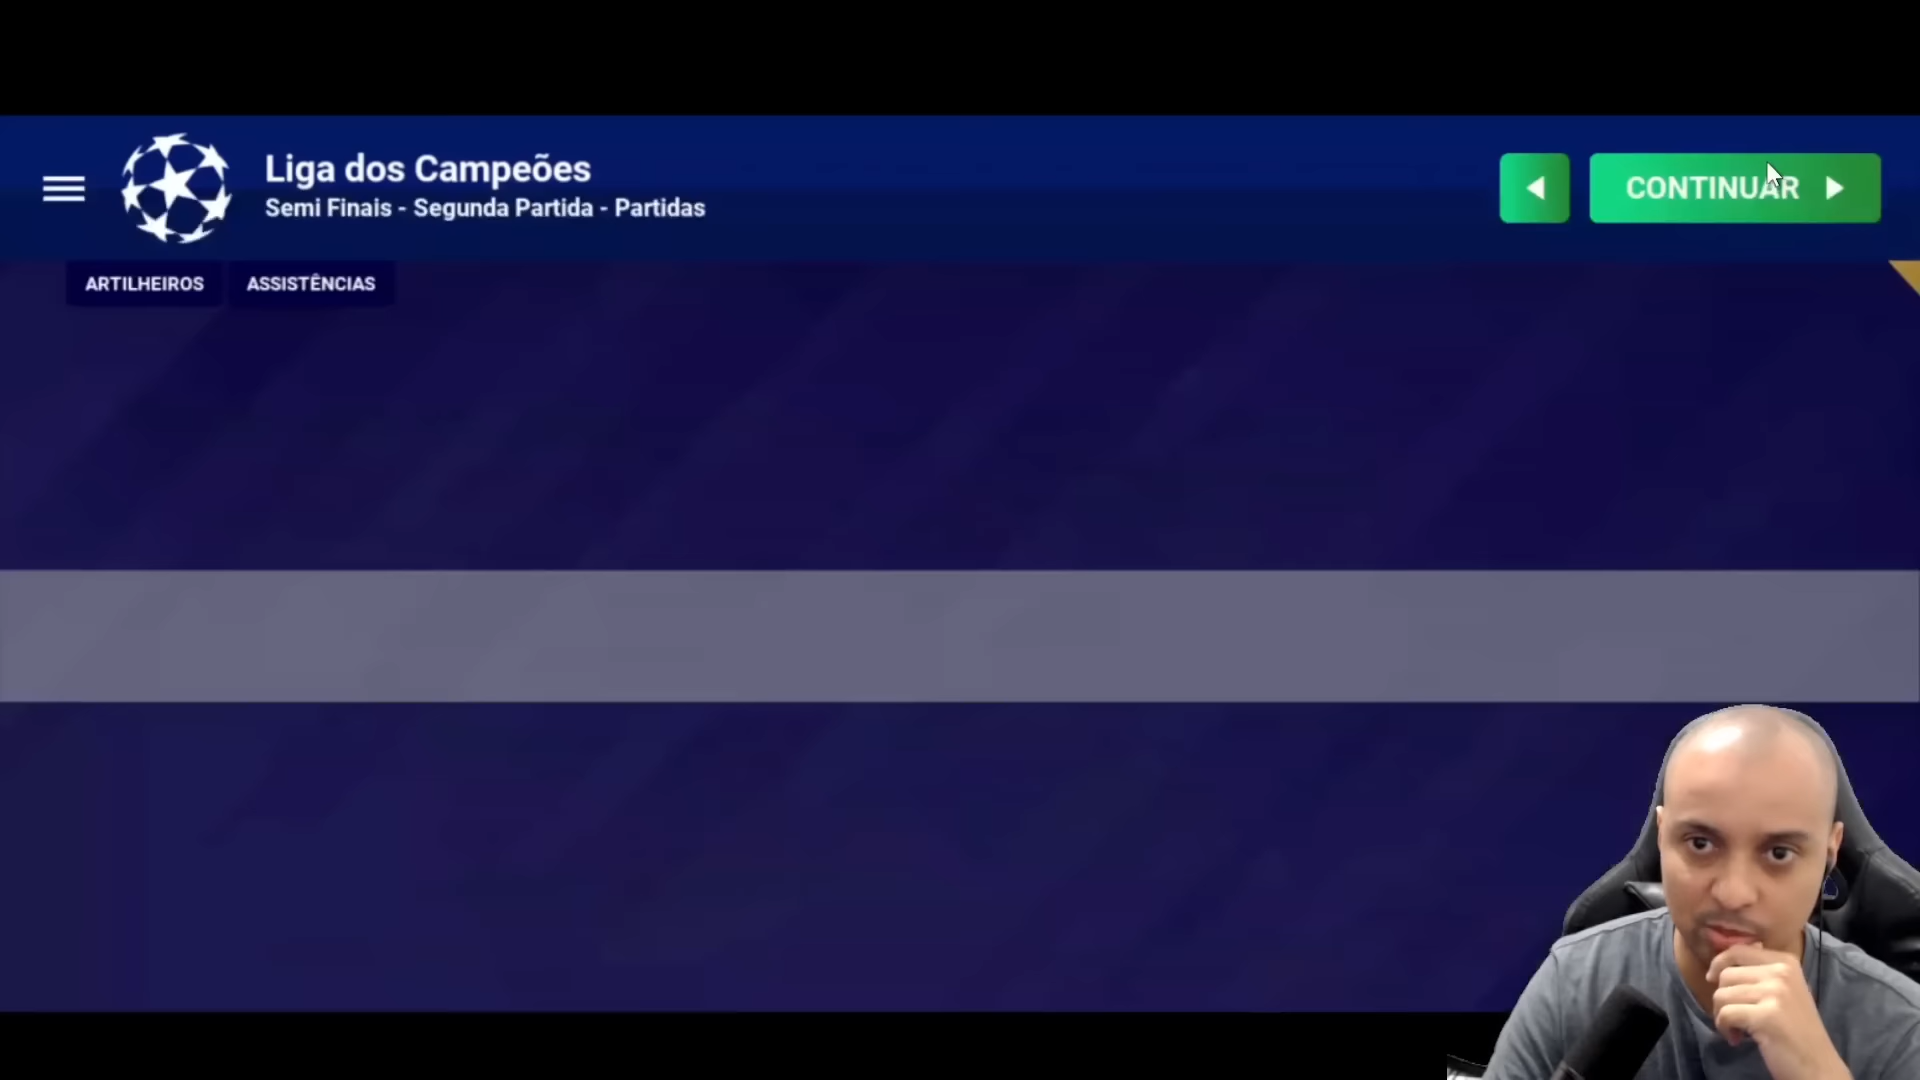 Liga dos Campeões
Semi Finais - Segunda Partida - Partidas
CONTINUAR
ARTILHEIROS
ASSISTÊNCIAS